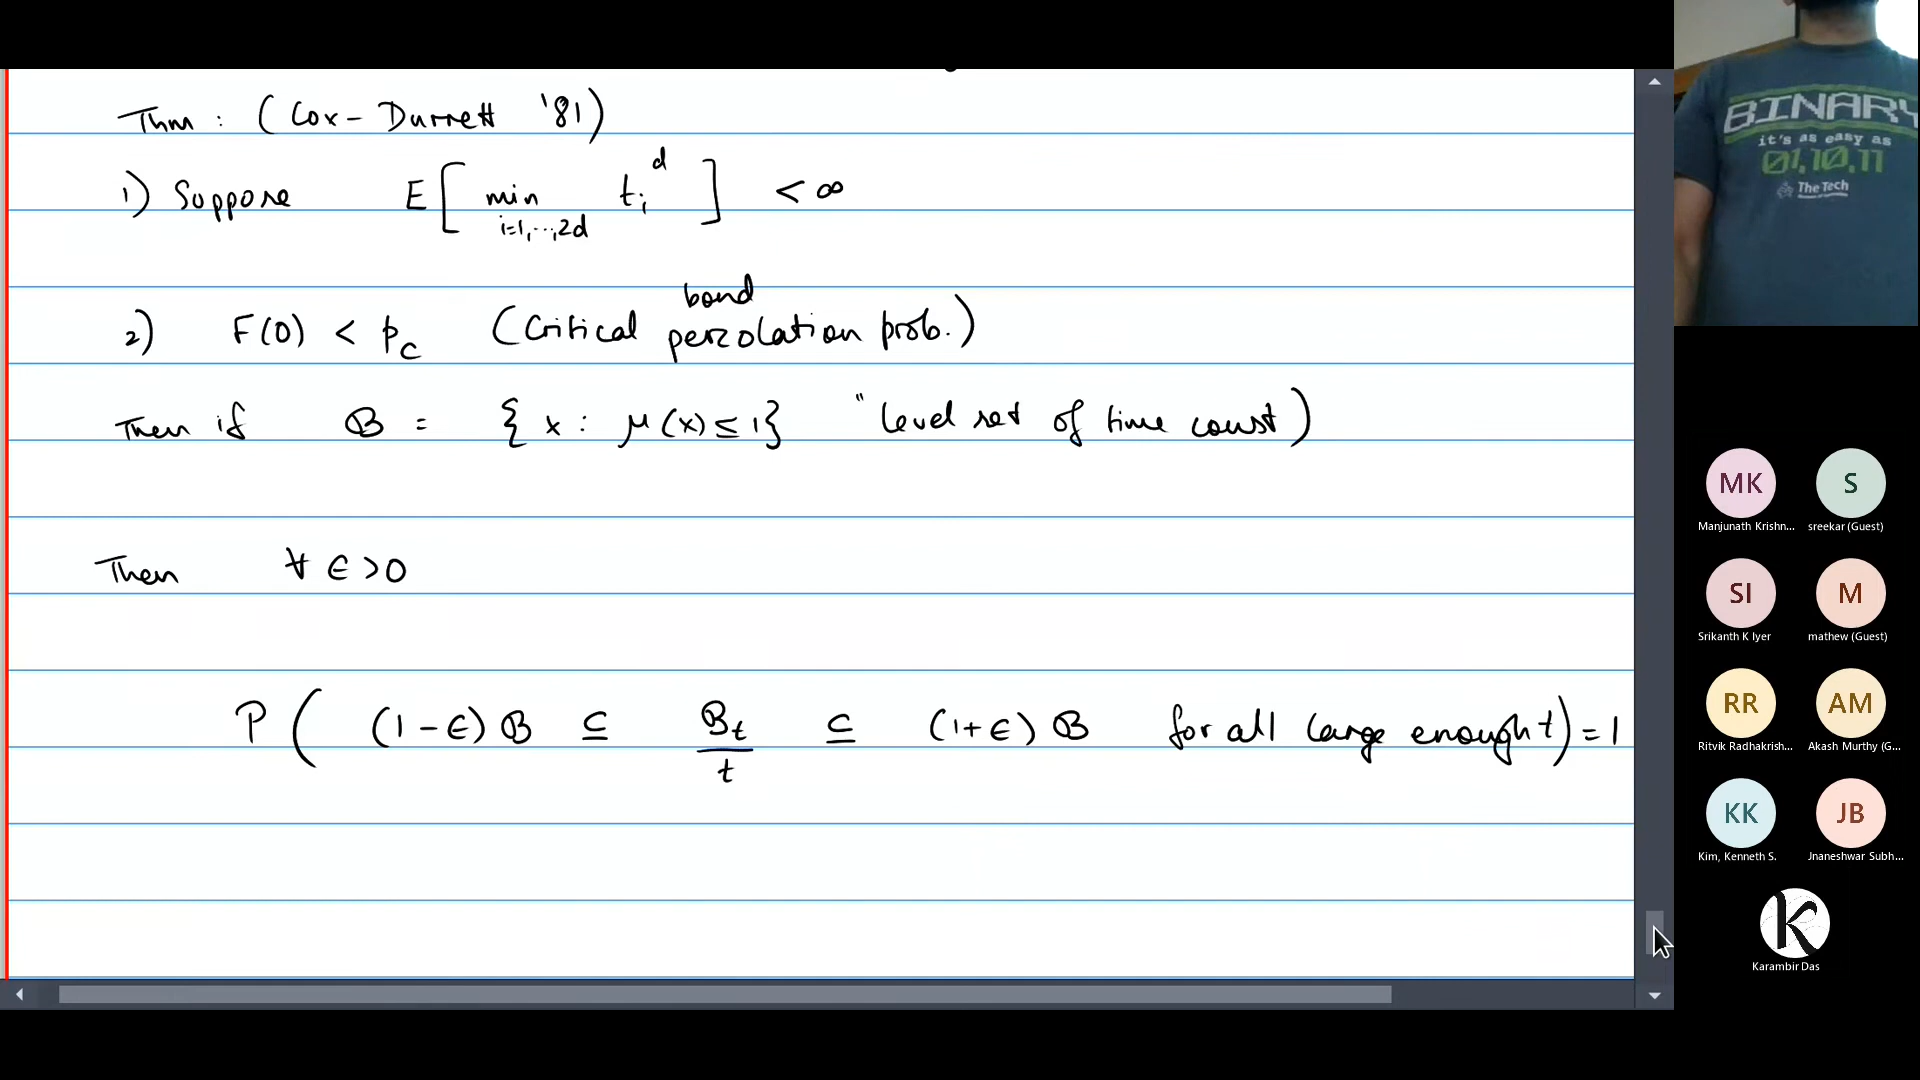 Thm : (Cox - Durrett '81)
1) Suppose E[ min t_i^d ] < ∞
i=1,...,2d
bond
2) F(0) < p_c (Critical percolation prob.)
Then if B = { x : μ(x) ≤ 1} "level set of time const)
Then ∀ ϵ > 0
P( (1-ϵ) B ⊆ B_t/t ⊆ (1+ϵ) B for all large enough t) = 1
BINARY
it's as easy as
01,10,11
The Tech
MK
S
Manjunath Krishn...
sreekar (Guest)
SI
M
Srikanth K Iyer
mathew (Guest)
RR
AM
Ritvik Radhakrish...
Akash Murthy (G...
KK
JB
Kim, Kenneth S.
Jnaneshwar Subh...
K
Karambir Das